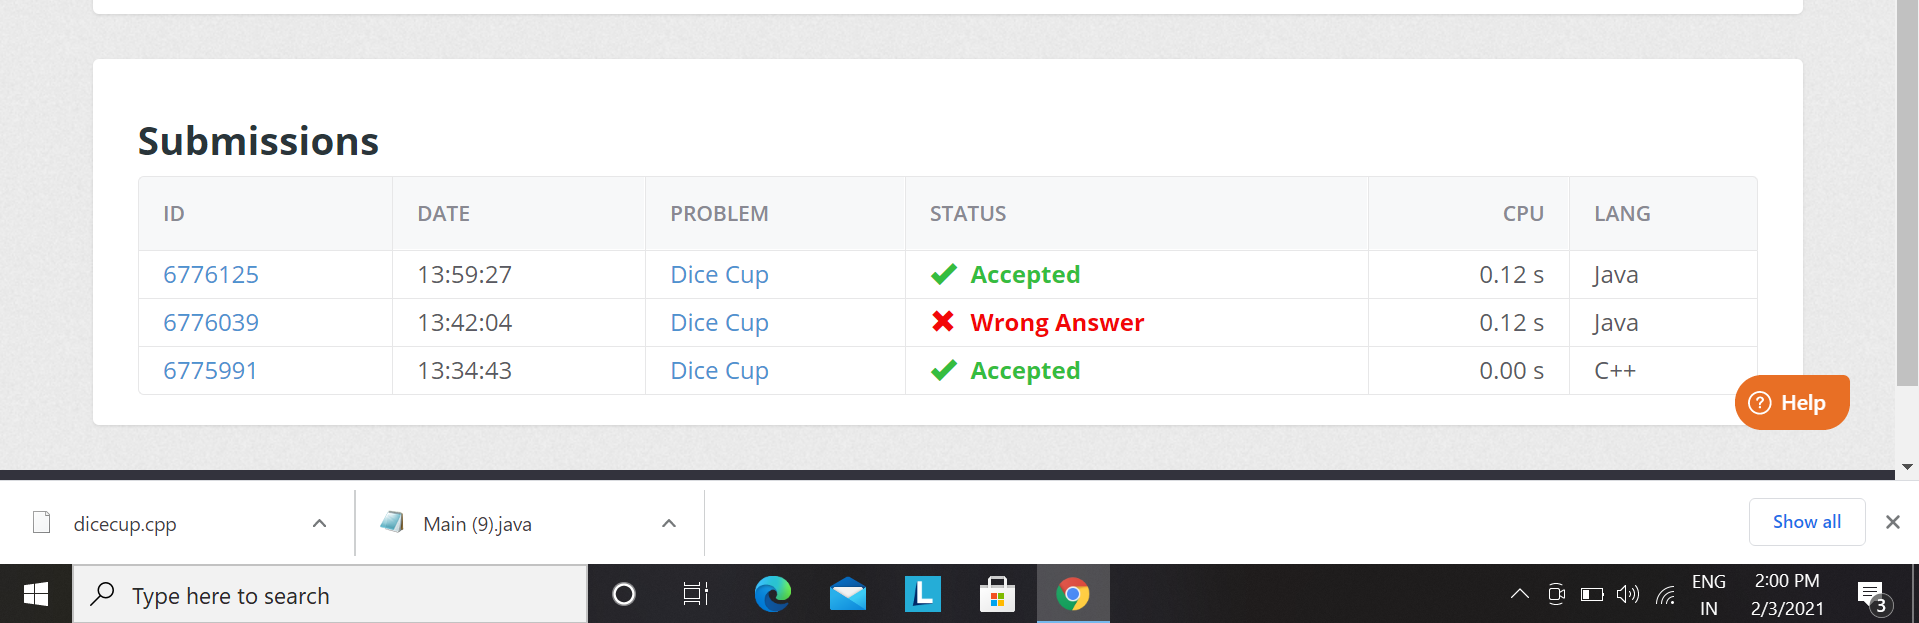 Submissions
ID DATE PROBLEM STATUS CPU LANG
6776125 13:59:27 Dice Cup Accepted 0.12 s Java
6776039 13:42:04 Dice Cup Wrong Answer 0.12 s Java
6775991 13:34:43 Dice Cup Accepted 0.00 s C++
? Help
dicecup.cpp Main (9).java Show all
Type here to search L ENG 2:00 PM
IN 2/3/2021 3